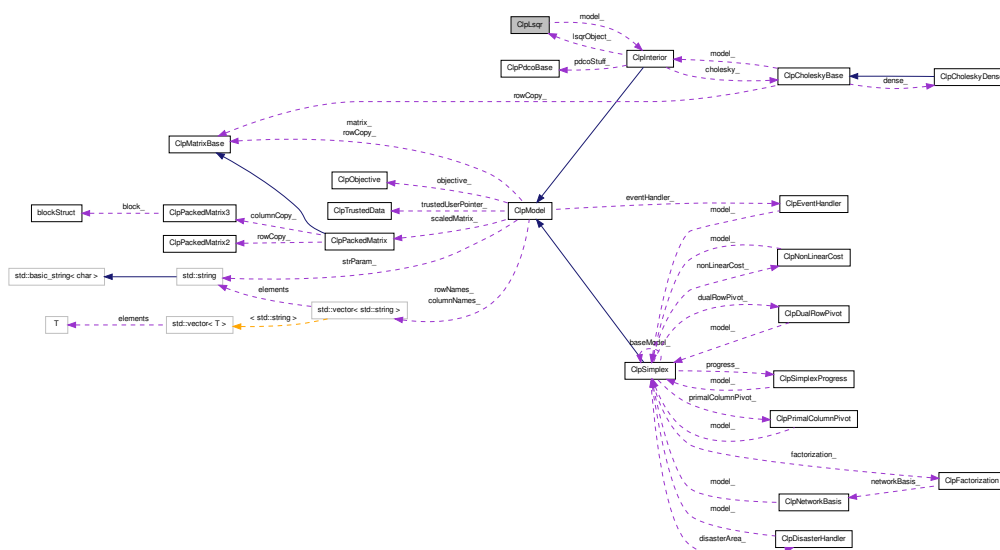 model_
ClpLsqr
lsqrObject_
ClpInterior
model_
ClpPdcoBase
pdcoStuff_
cholesky_
ClpCholeskyBase
ClpCholeskyDense
dense_
rowCopy_
matrix_
rowCopy_
ClpMatrixBase
ClpObjective
objective_
eventHandler_
ClpEventHandler
blockStruct
block_
ClpPackedMatrix3
columnCopy_
ClpTrustedData
trustedUserPointer_
ClpModel
model_
scaledMatrix_
ClpPackedMatrix2
rowCopy_
ClpPackedMatrix
model_
ClpNonLinearCost
nonLinearCost_
strParam_
std::basic_string< char >
std::string
elements
rowNames_
columnNames_
dualRowPivot_
ClpDualRowPivot
T
elements
std::vector< T >
< std::string >
std::vector< std::string >
model_
baseModel_
ClpSimplex
progress_
ClpSimplexProgress
model_
primalColumnPivot_
ClpPrimalColumnPivot
model_
factorization_
ClpFactorization
networkBasis_
model_
ClpNetworkBasis
model_
disasterArea_
ClpDisasterHandler